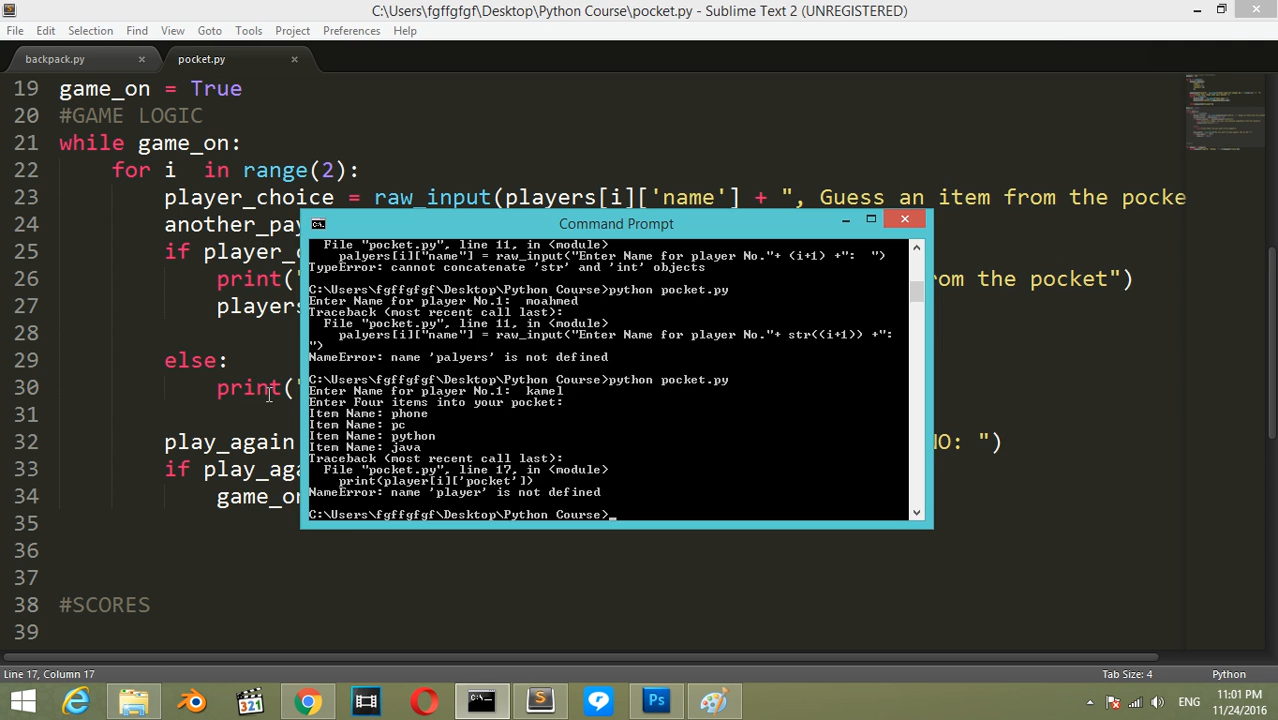 C:\Users\fgffgfgf\Desktop\Python Course\pocket.py - Sublime Text 2 (UNREGISTERED)
File Edit Selection Find View Goto Tools Project Preferences Help
backpack.py pocket.py
19 game_on = True
20 #GAME LOGIC
21 while game_on:
22 for i in range(2):
23 player_choice = raw_input(players[i]['name'] + ", Guess an item from the pocke
24 another_pay
25 if player_c
26 print(" om the pocket")
27 players
28
29 else:
30 print("
31
32 play_again NO: ")
33 if play_aga
34 game_on
35
36
37
38 #SCORES
39
Command Prompt
File "pocket.py", line 11, in <module>
palyers[i]["name"] = raw_input("Enter Name for player No."+ (i+1) +":  ")
TypeError: cannot concatenate 'str' and 'int' objects
C:\Users\fgffgfgf\Desktop\Python Course>python pocket.py
Enter Name for player No.1:  moahmed
Traceback (most recent call last):
File "pocket.py", line 11, in <module>
palyers[i]["name"] = raw_input("Enter Name for player No."+ str((i+1)) +":
")
NameError: name 'palyers' is not defined
C:\Users\fgffgfgf\Desktop\Python Course>python pocket.py
Enter Name for player No.1:  kamel
Enter Four items into your pocket:
Item Name: phone
Item Name: pc
Item Name: python
Item Name: java
Traceback (most recent call last):
File "pocket.py", line 17, in <module>
print(player[i]['pocket'])
NameError: name 'player' is not defined
C:\Users\fgffgfgf\Desktop\Python Course>_
Line 17, Column 17 Tab Size: 4 Python
321 Ps ENG 11:01 PM
11/24/2016